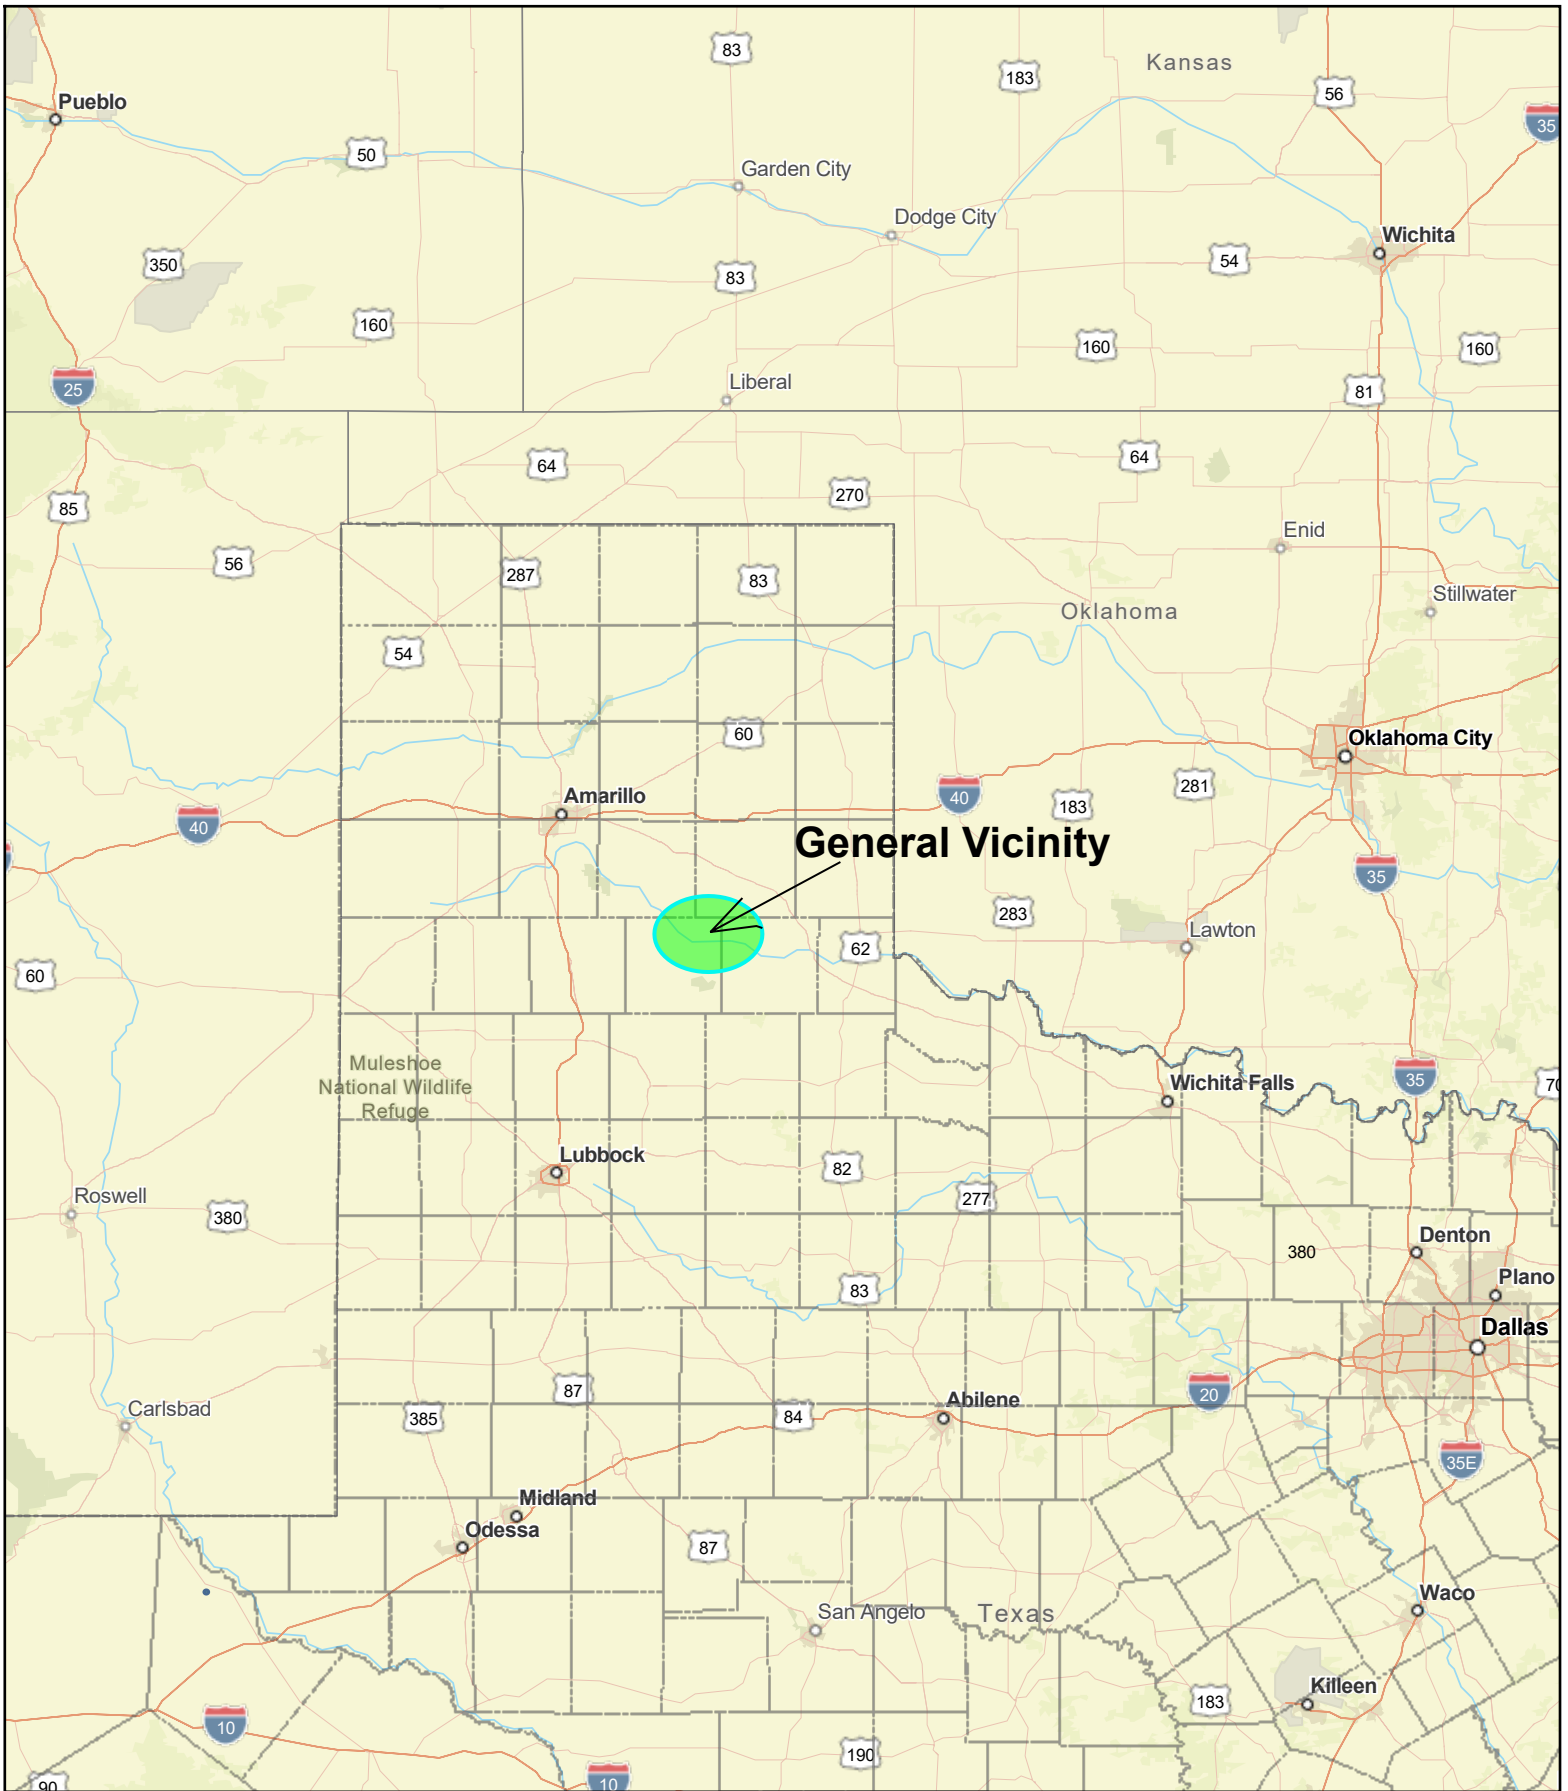 83
Kansas
183
56
Pueblo
35
50
Garden City
Dodge City
Wichita
54
350
83
160
160
160
Liberal
25
81
64
64
270
85
Enid
56
287
83
Stillwater
Oklahoma
54
60
Oklahoma City
281
40
183
Amarillo
40
General Vicinity
35
283
Lawton
62
60
Muleshoe
National Wildlife
Refuge
35
Wichita Falls
70
Lubbock
82
Roswell
277
380
Denton
380
Plano
83
Dallas
87
20
Carlsbad
385
84
Abilene
35E
Midland
Odessa
87
Waco
San Angelo
Texas
Killeen
183
10
190
10
90